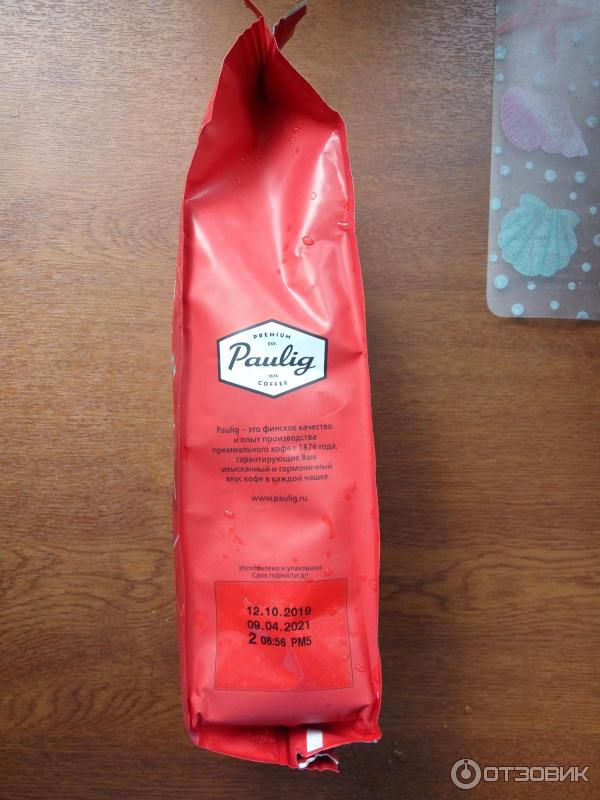 PREMIUM
EST.
Paulig
1876
COFFEE
Paulig – это финское качество
и опыт производства
премиального кофе с 1876 года,
гарантирующие Вам
изысканный и гармоничный
вкус кофе в каждой чашке.
www.paulig.ru
Изготовлено и упаковано:
Срок годности до:
12.10.2019
09.04.2021
2 08:56 PM5
ОТЗОВИК